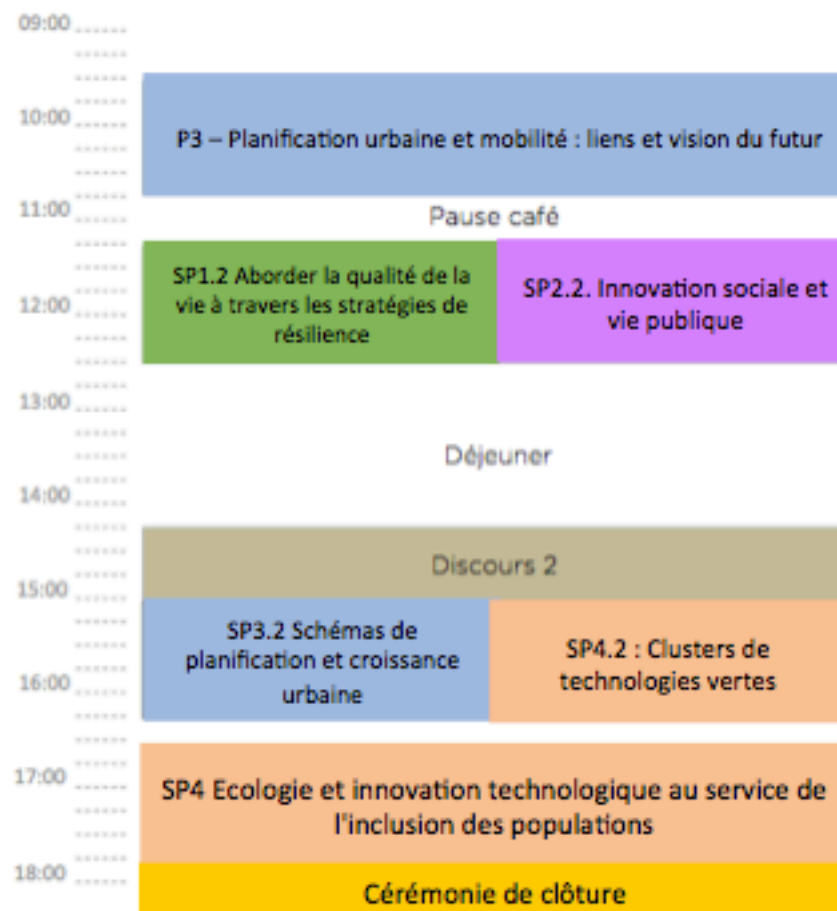 09:00
10:00
P3 – Planification urbaine et mobilité : liens et vision du futur
11:00
Pause café
SP1.2 Aborder la qualité de la
vie à travers les stratégies de
résilience
SP2.2. Innovation sociale et
vie publique
12:00
13:00
Déjeuner
14:00
Discours 2
15:00
SP3.2 Schémas de
planification et croissance
urbaine
SP4.2 : Clusters de
technologies vertes
16:00
17:00
SP4 Ecologie et innovation technologique au service de
l'inclusion des populations
18:00
Cérémonie de clôture